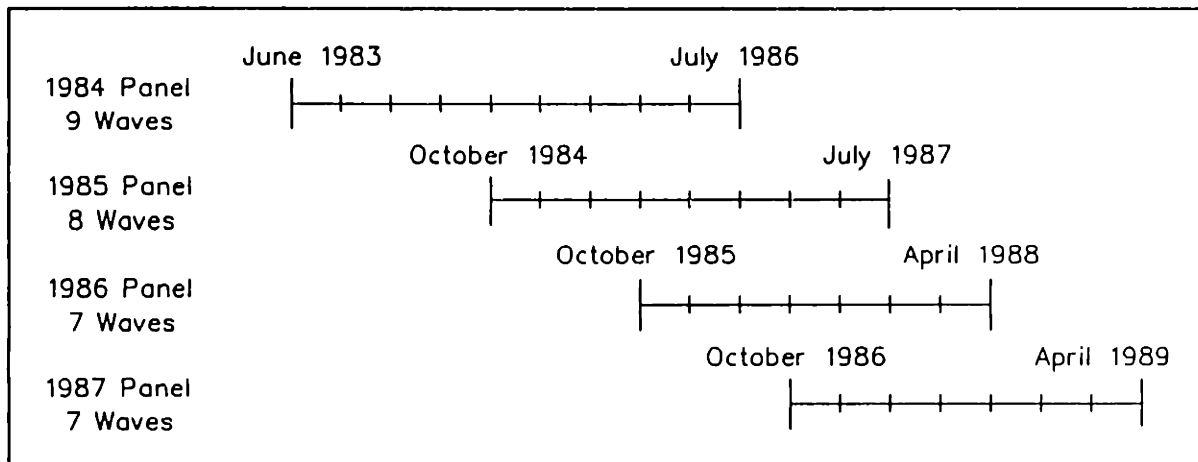 June 1983 July 1986
1984 Panel
9 Waves
October 1984 July 1987
1985 Panel
8 Waves
October 1985 April 1988
1986 Panel
7 Waves
October 1986 April 1989
1987 Panel
7 Waves